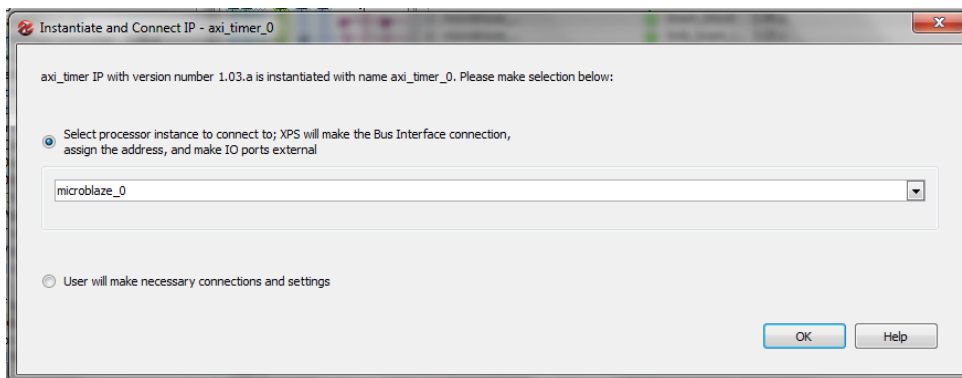 Instantiate and Connect IP - axi_timer_0
axi_timer IP with version number 1.03.a is instantiated with name axi_timer_0. Please make selection below:
Select processor instance to connect to; XPS will make the Bus Interface connection,
assign the address, and make IO ports external
microblaze_0
User will make necessary connections and settings
OK Help